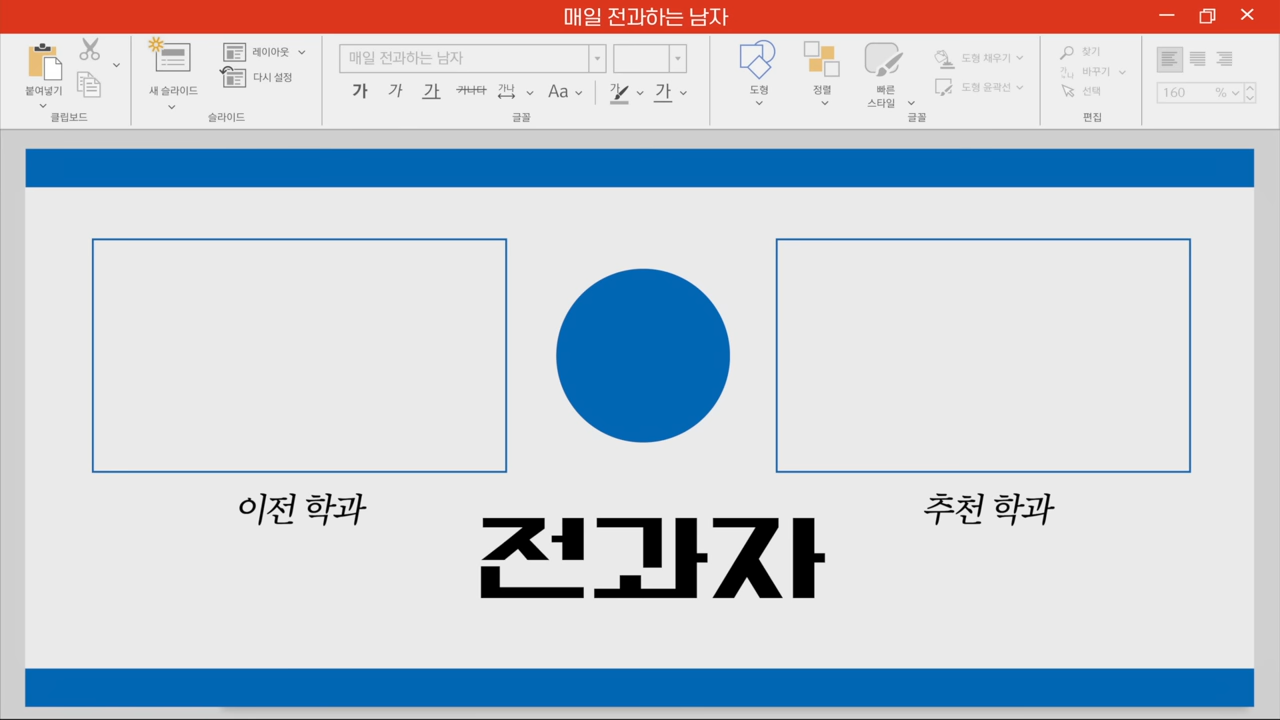 매일 전과하는 남자
붙여넣기
클립보드
새 슬라이드
레이아웃
다시 설정
슬라이드
매일 전과하는 남자
가 가 가 가나다 가나 Aa 가 가
글꼴
도형
정렬
빠른
스타일
도형 채우기
도형 윤곽선
글꼴
찾기
가나 바꾸기
선택
편집
160 %
이전 학과
추천 학과
전과자